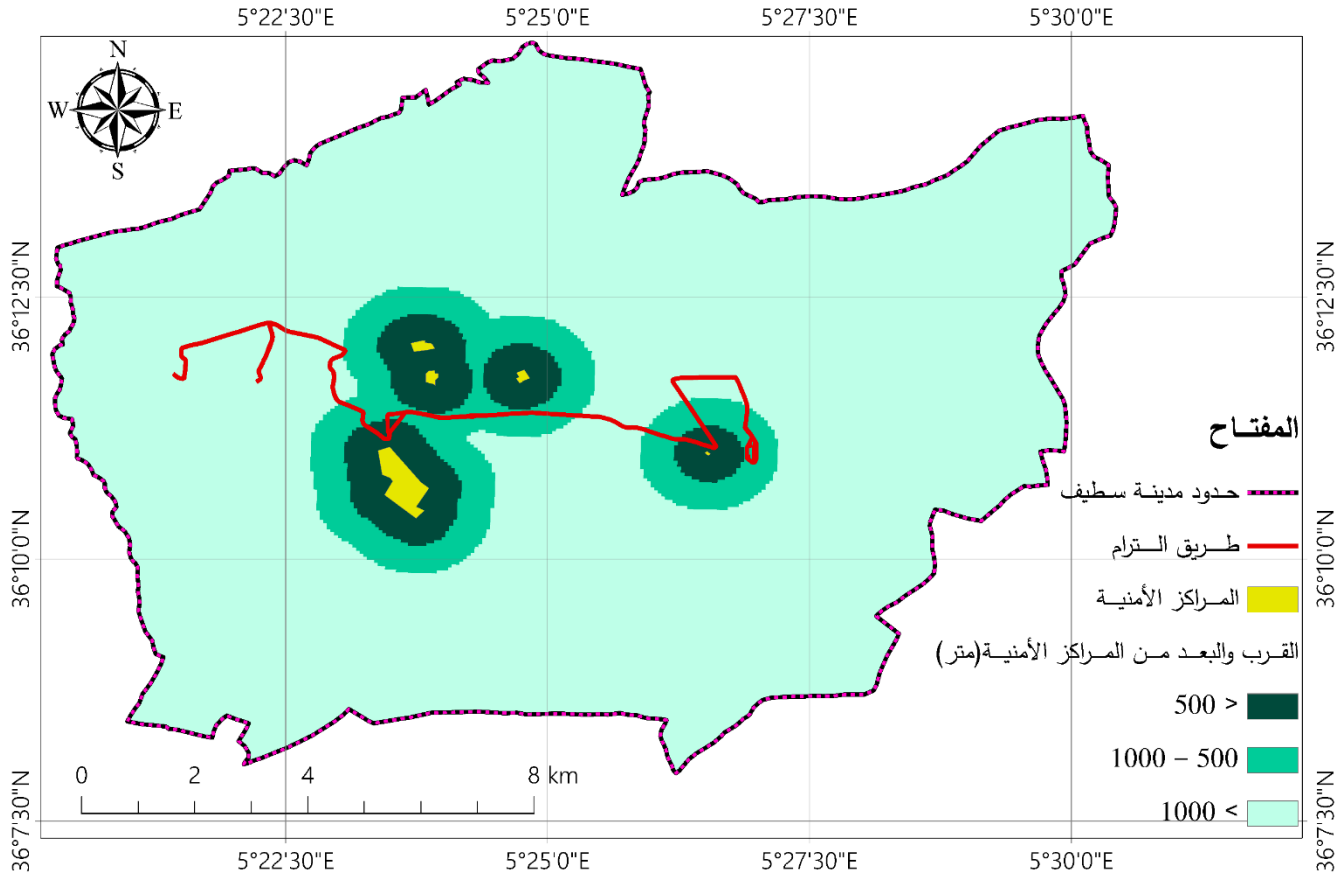 5°22'30"E 5°25'0"E 5°27'30"E 5°30'0"E
N
W E
S
36°12'30"N 36°12'30"N
36°10'0"N 36°10'0"N
36°7'30"N 36°7'30"N
المفتاح
حدود مدينة سطيف
طريق الترام
المراكز الأمنية
القرب والبعد من المراكز الأمنية(متر)
500 >
1000 – 500
1000 <
0 2 4 8 km
5°22'30"E 5°25'0"E 5°27'30"E 5°30'0"E